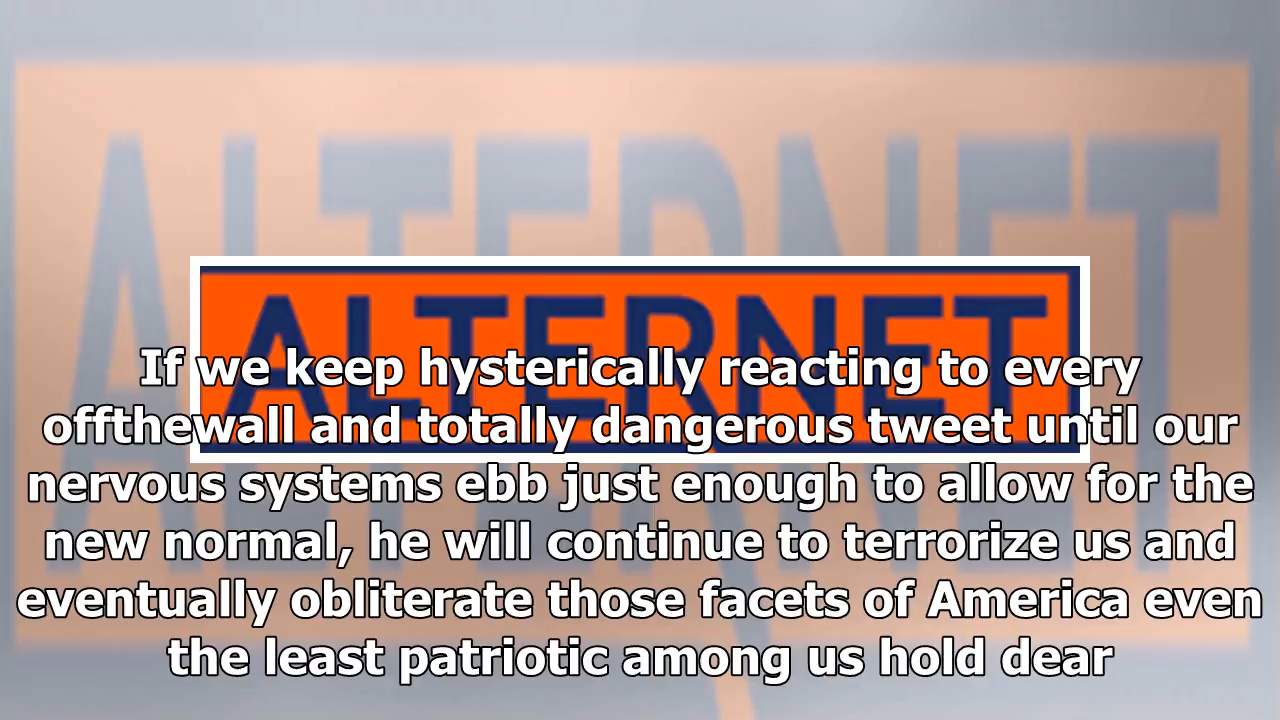 ALTERNET
ALTERNET
If we keep hysterically reacting to every
offthewall and totally dangerous tweet until our
nervous systems ebb just enough to allow for the
new normal, he will continue to terrorize us and
eventually obliterate those facets of America even
the least patriotic among us hold dear